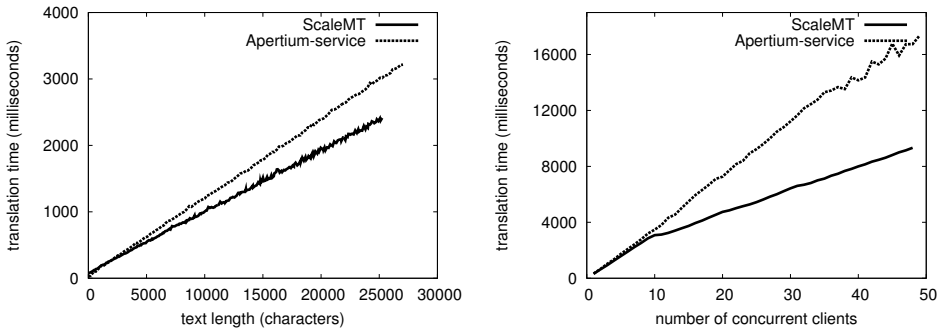 4000
3000
2000
1000
0
0 5000 10000 15000 20000 25000 30000
translation time (milliseconds)
text length (characters)
ScaleMT
Apertium-service
16000
12000
8000
4000
0
0 10 20 30 40 50
translation time (milliseconds)
number of concurrent clients
ScaleMT
Apertium-service